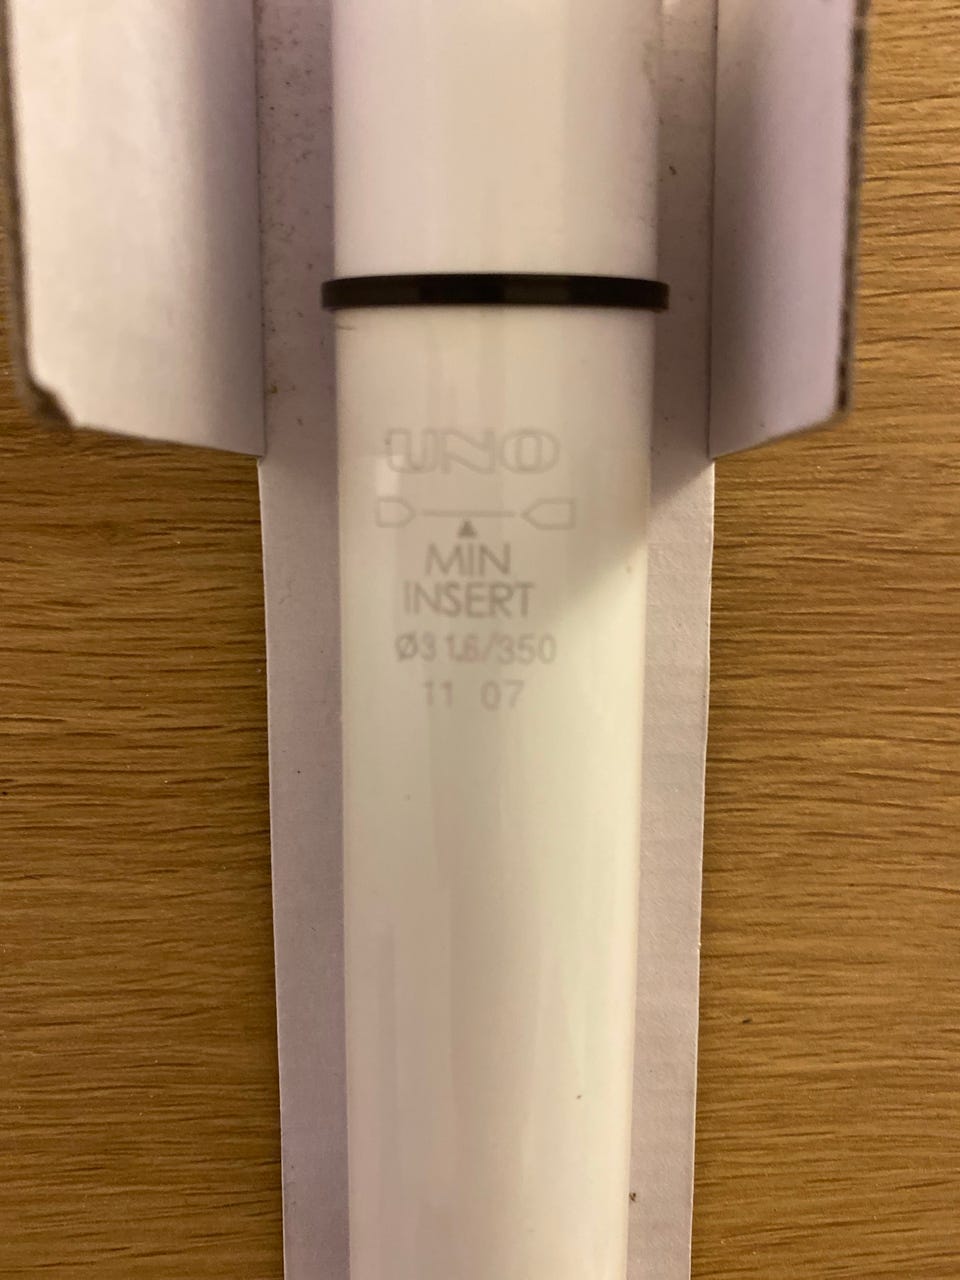 UNO
MIN
INSERT
Ø31.6/350
11 07